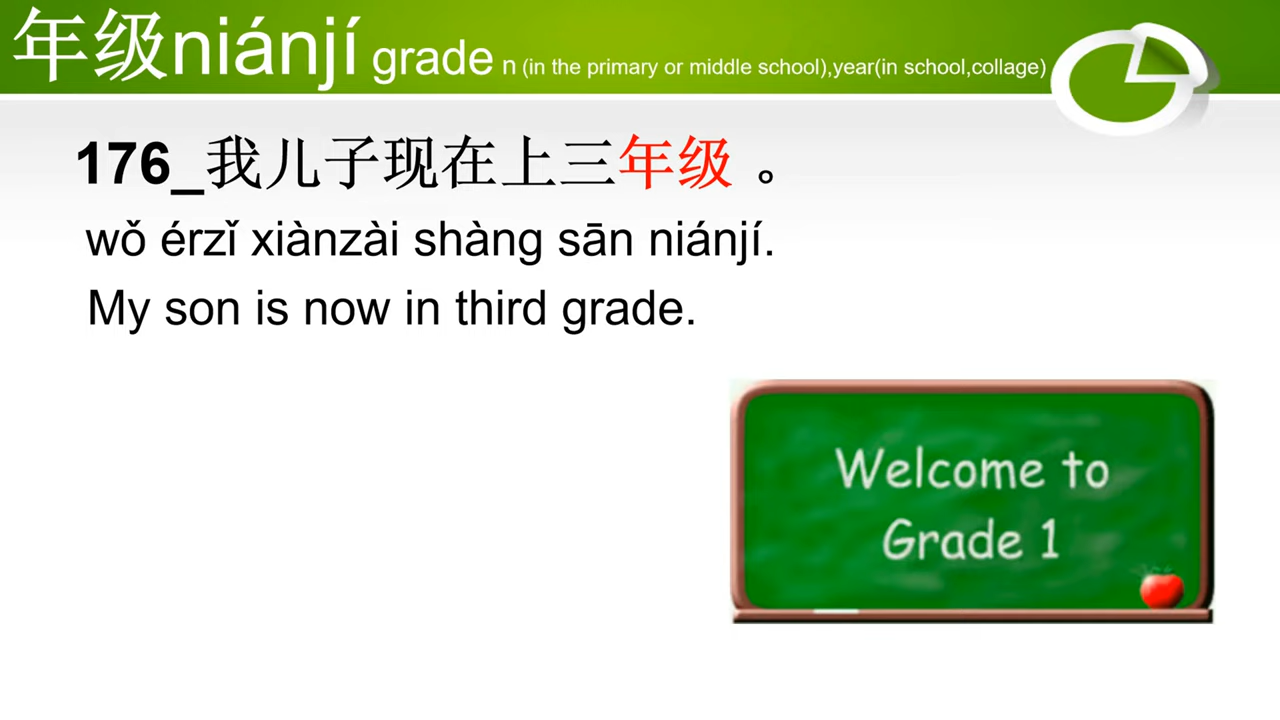 年级niánjí grade n (in the primary or middle school),year(in school,collage)
176_我儿子现在上三年级 。
wǒ érzǐ xiànzài shàng sān niánjí.
My son is now in third grade.
Welcome to
Grade 1